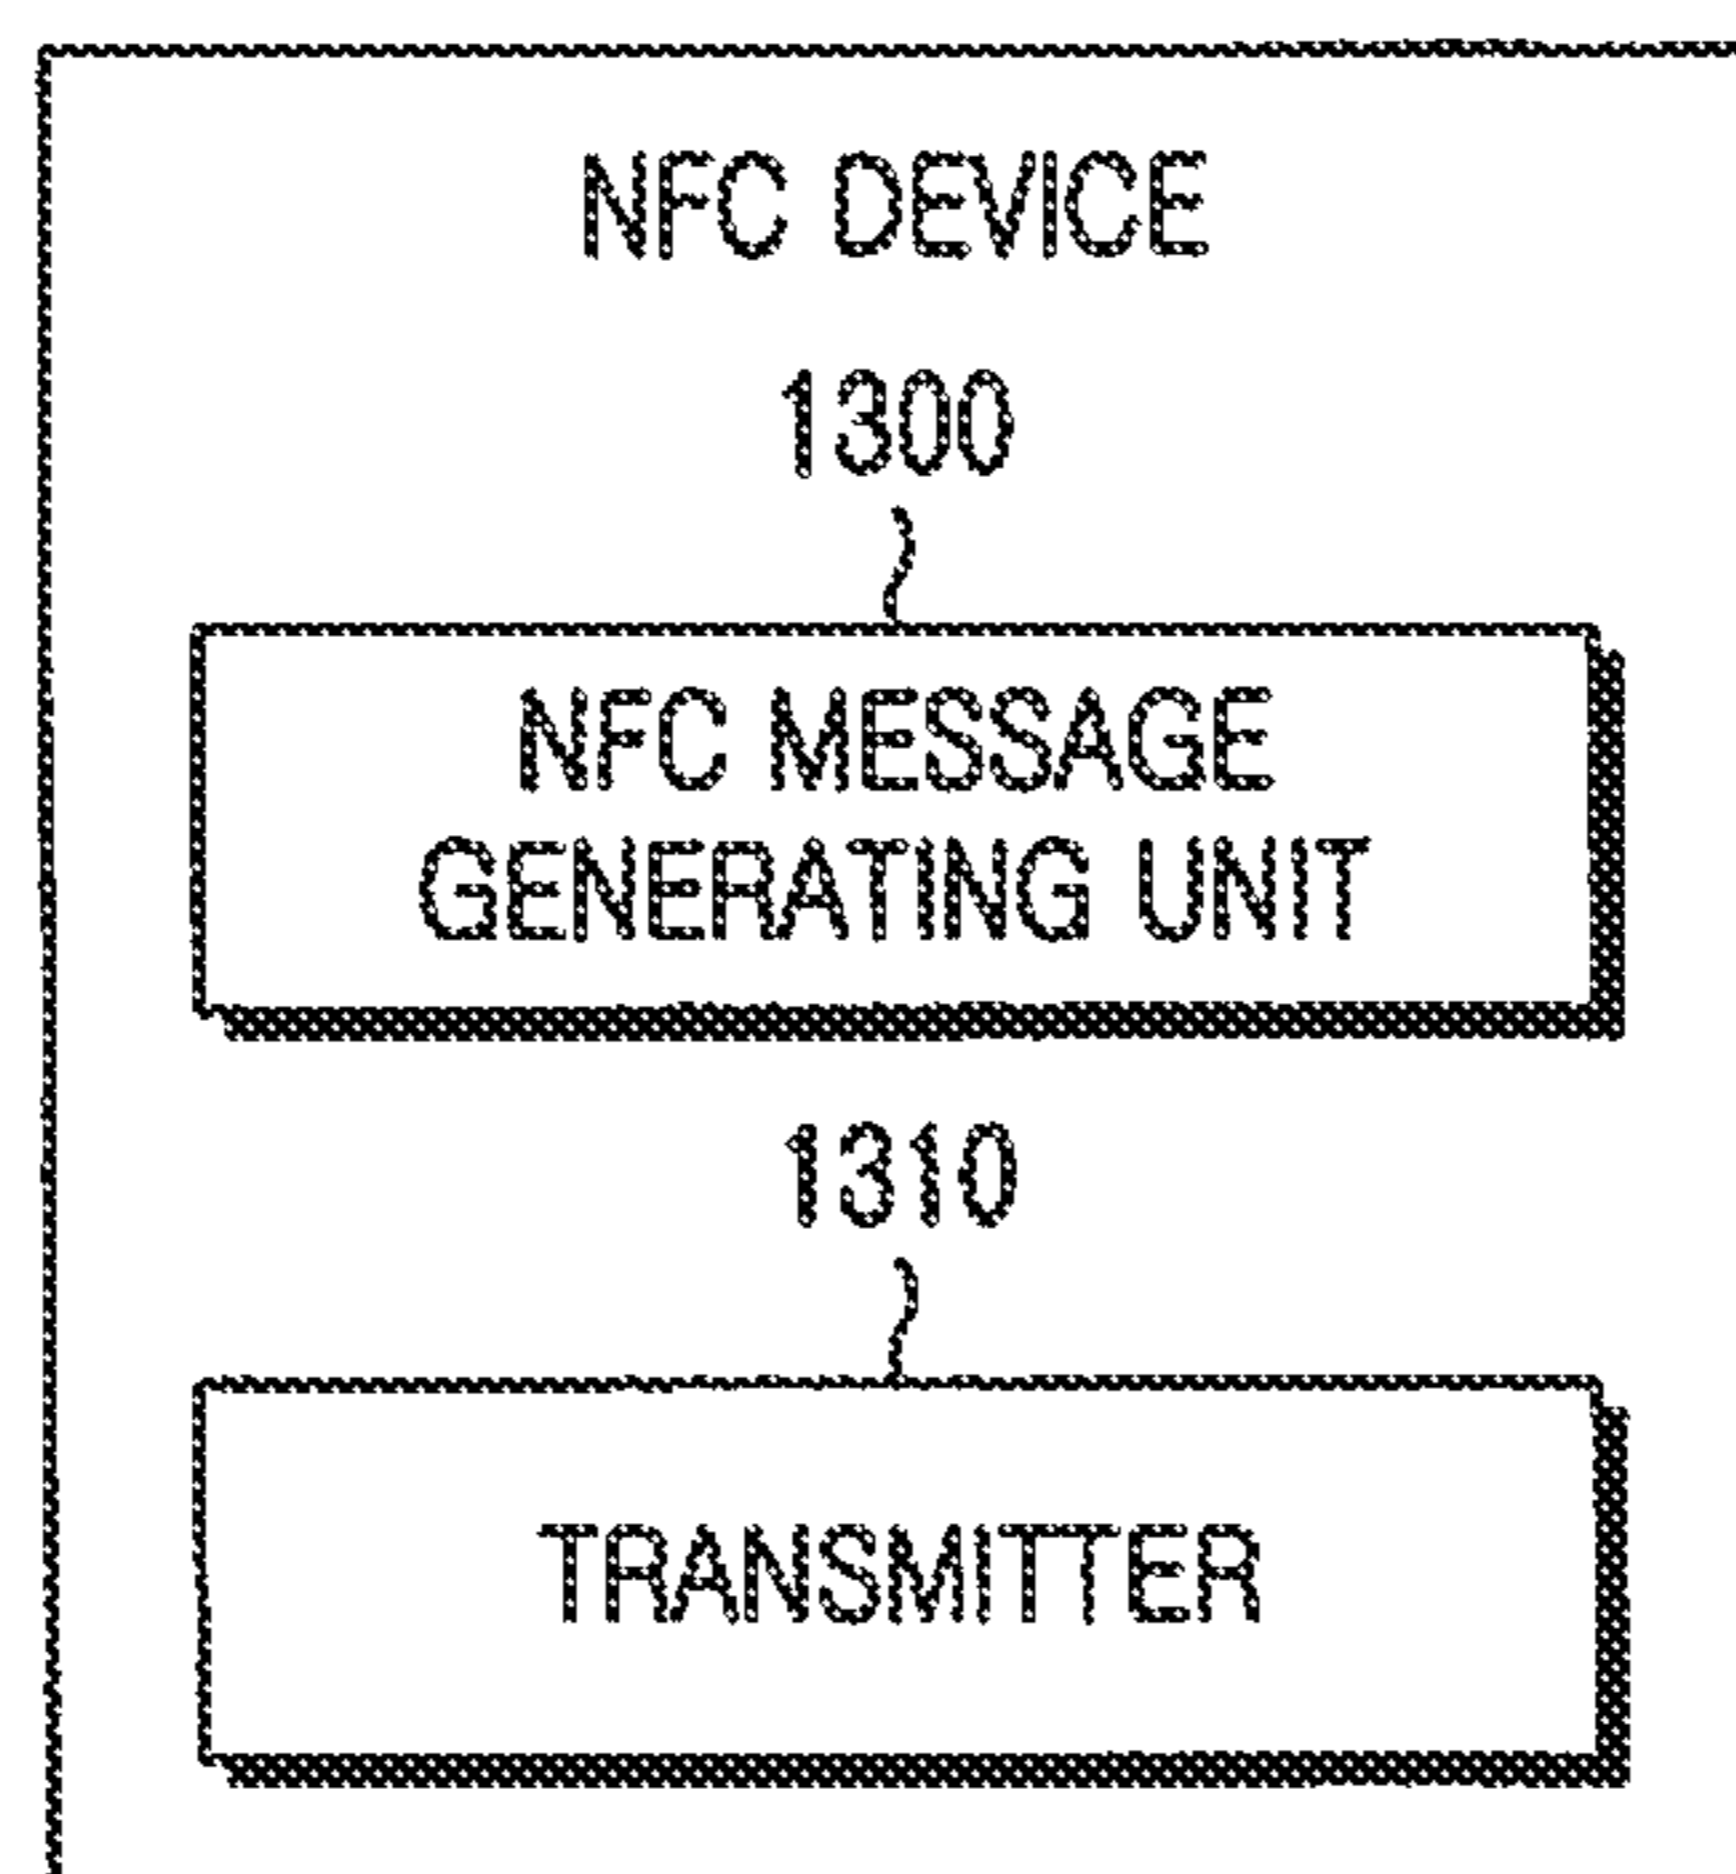 NFC DEVICE
1300
NFC MESSAGE
GENERATING UNIT
1310
TRANSMITTER